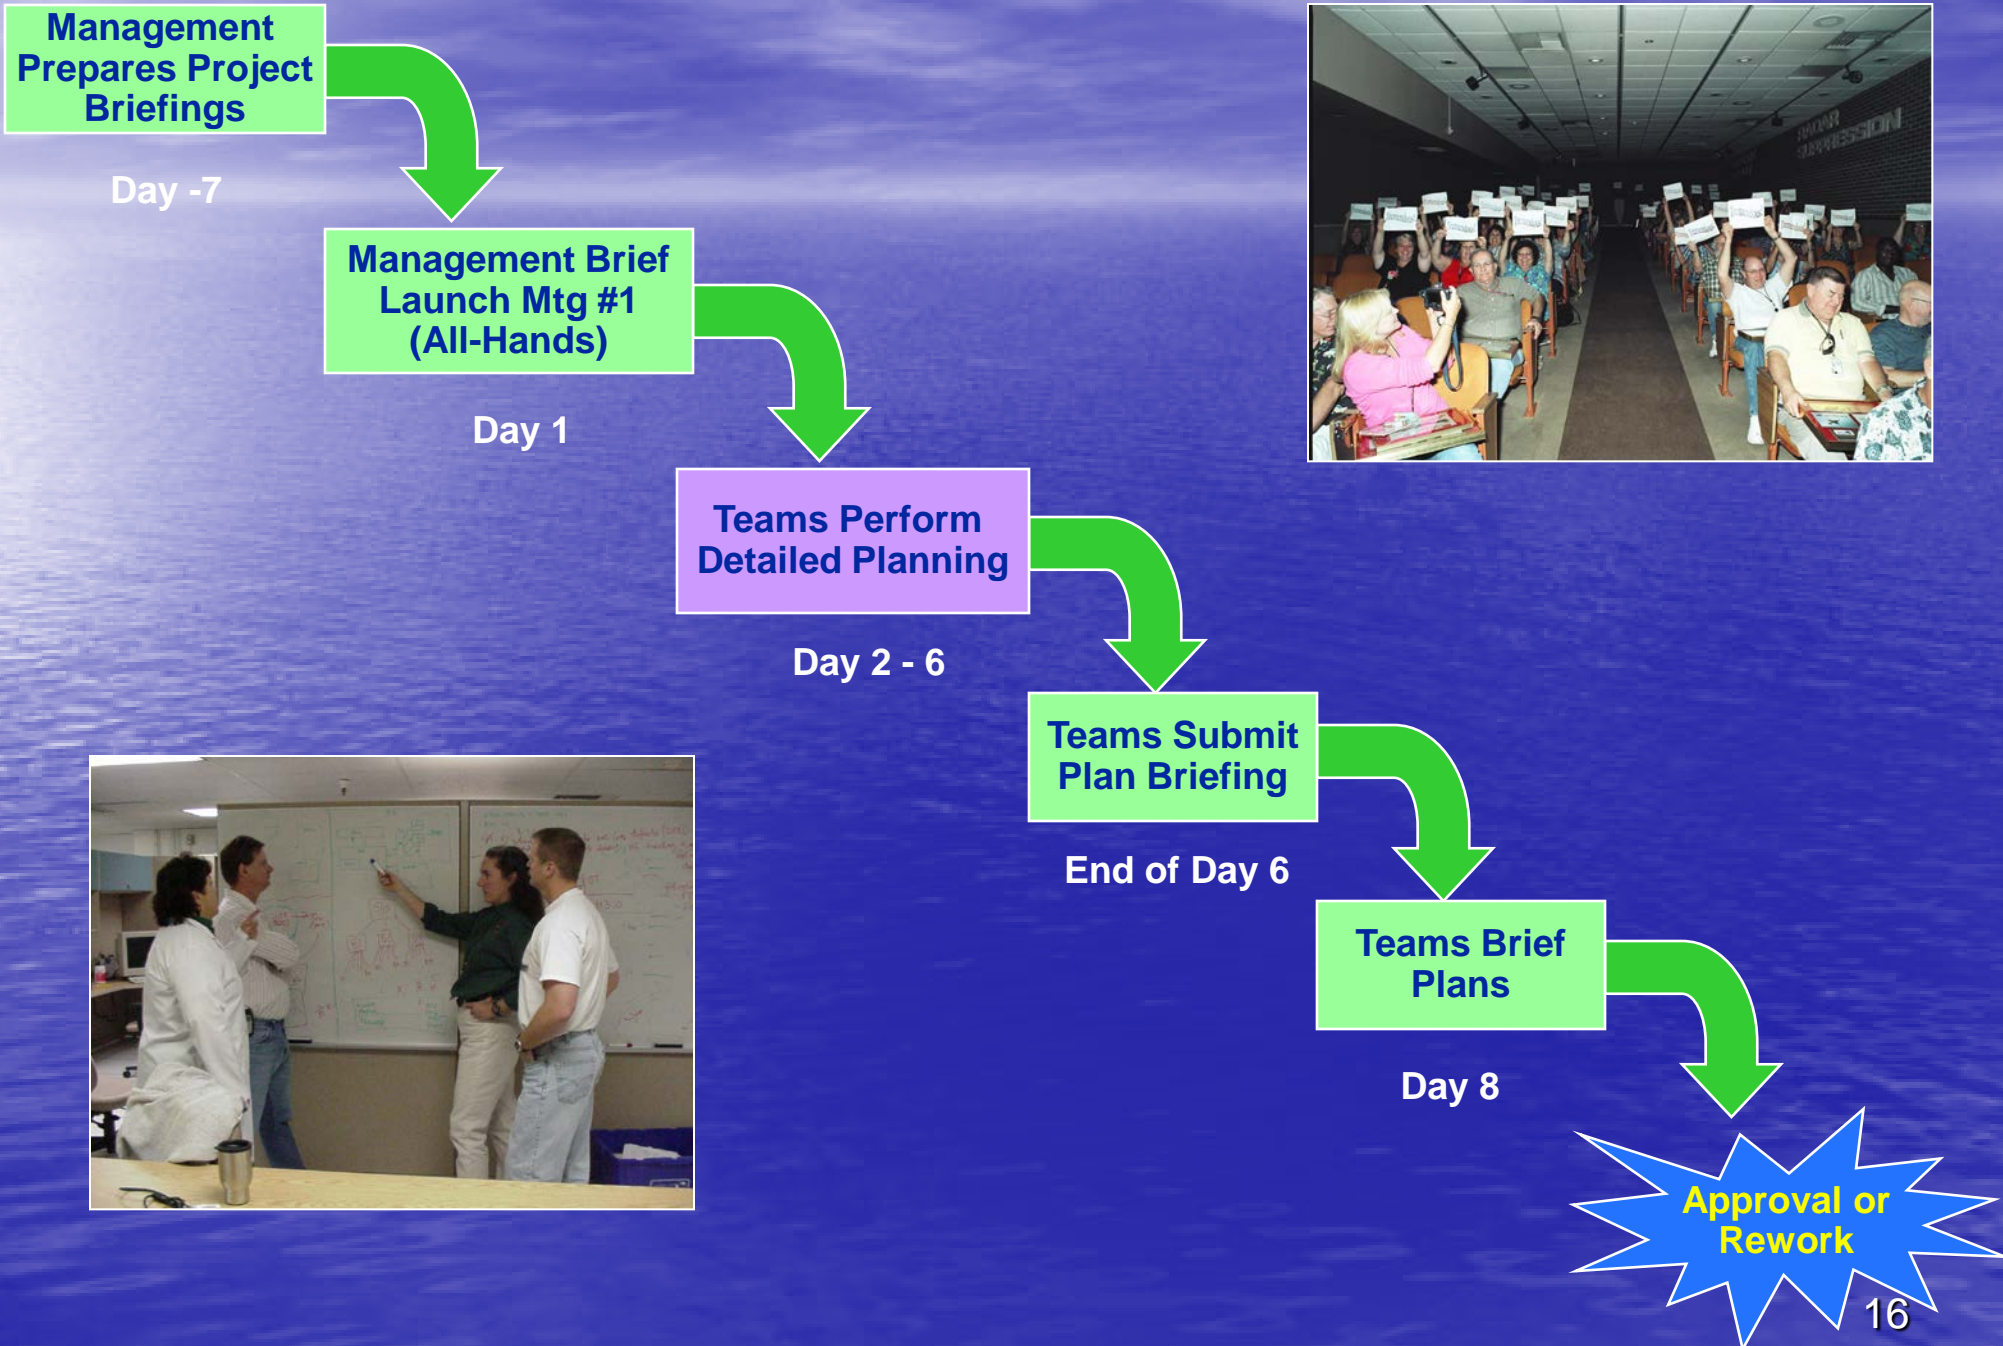 Management
Prepares Project
Briefings
Day -7
RADAR
SUPPRESSION
Management Brief
Launch Mtg #1
(All-Hands)
Day 1
Teams Perform
Detailed Planning
Day 2 - 6
Teams Submit
Plan Briefing
End of Day 6
Teams Brief
Plans
Day 8
Approval or
Rework
16